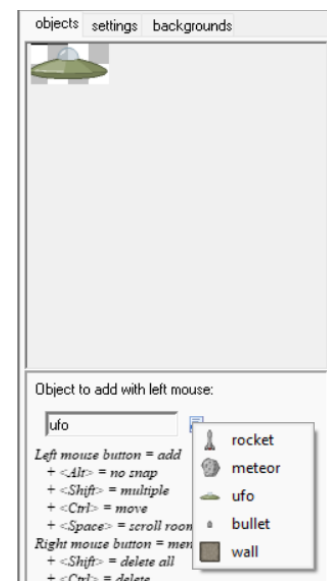 objects settings backgrounds
Object to add with left mouse:
ufo
Left mouse button = add
+ <Alt> = no snap
+ <Shift> = multiple
+ <Ctrl> = move
+ <Space> = scroll room
Right mouse button = men
+ <Shift> = delete all
+ <Ctrl> = delete
rocket
meteor
ufo
bullet
wall